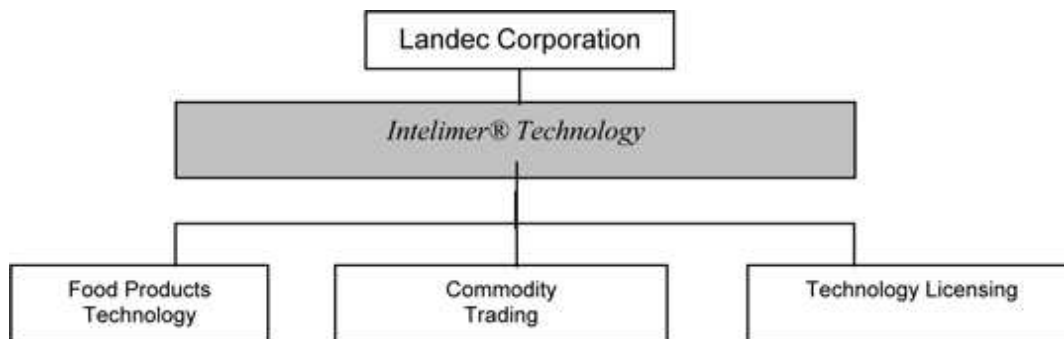 Landec Corporation
Intelimer® Technology
Food Products
Technology
Commodity
Trading
Technology Licensing